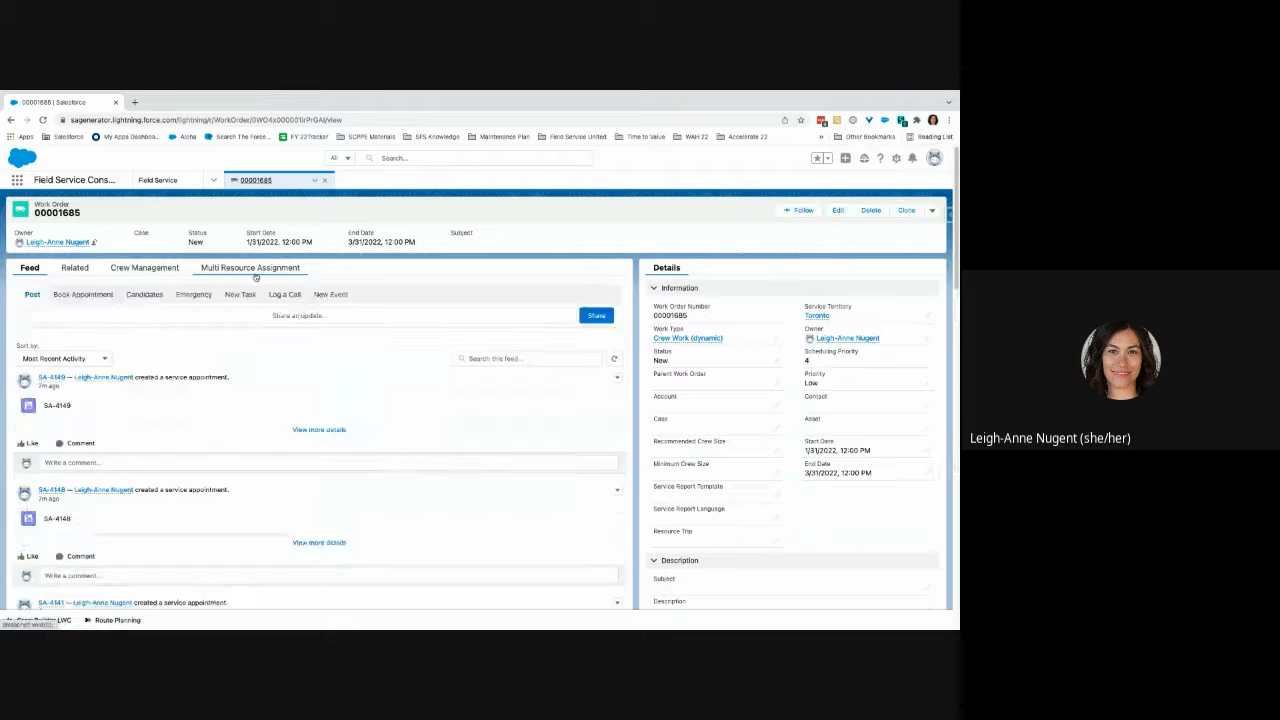 00001685 | Salesforce
sagenerator.lightning.force.com/lightning/r/WorkOrder/
Apps Salesforce My Apps Dashboa... Aloha Search The Force... FY'22Tracker SCPPE Materials SFS Knowledge Maintenance Plan Field Service United Time to Value WAH 22 Accelerate 22 » Other Bookmarks Reading List
All Search...
Field Service Cons... Field Service 00001685
Work Order
00001685
Follow Edit Delete Clone
Owner Case Status Start Date End Date Subject
Leigh-Anne Nugent New 1/31/2022, 12:00 PM 3/31/2022, 12:00 PM
Feed Related Crew Management Multi Resource Assignment
Post Book Appointment Candidates Emergency New Task Log a Call New Event
Share an update... Share
Sort by:
Most Recent Activity Search this feed...
SA-4149 — Leigh-Anne Nugent created a service appointment.
7m ago
SA-4149
View more details
Like Comment
Write a comment...
SA-4148 — Leigh-Anne Nugent created a service appointment.
7m ago
SA-4148
View more details
Like Comment
Write a comment...
SA-4141 — Leigh-Anne Nugent created a service appointment.
Details
Information
Work Order Number Service Territory
00001685 Toronto
Work Type Owner
Crew Work (dynamic) Leigh-Anne Nugent
Status Scheduling Priority
New 4
Parent Work Order Priority
Low
Account Contact
Case Asset
Recommended Crew Size Start Date
1/31/2022, 12:00 PM
Minimum Crew Size End Date
3/31/2022, 12:00 PM
Service Report Template
Service Report Language
Resource Trip
Description
Subject
Description
LWC Route Planning
javascript:void(0);
Leigh-Anne Nugent (she/her)